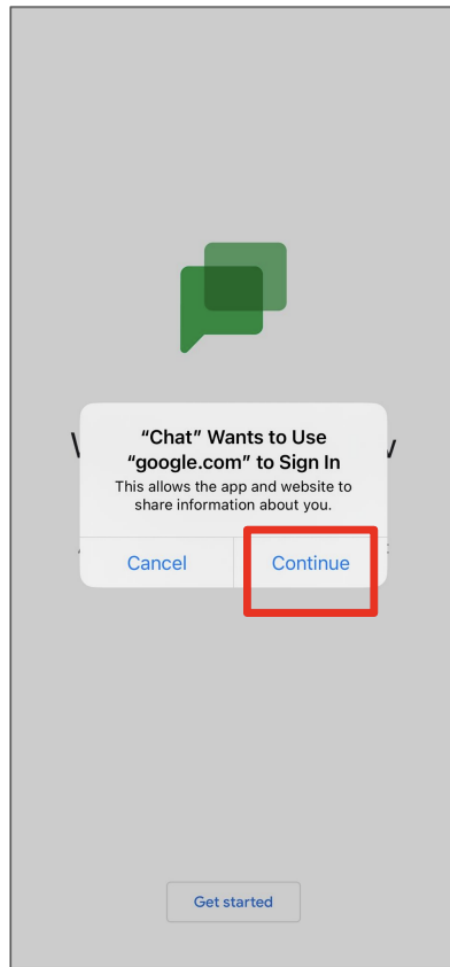 “Chat” Wants to Use
“google.com” to Sign In
This allows the app and website to
share information about you.
Cancel
Continue
Get started